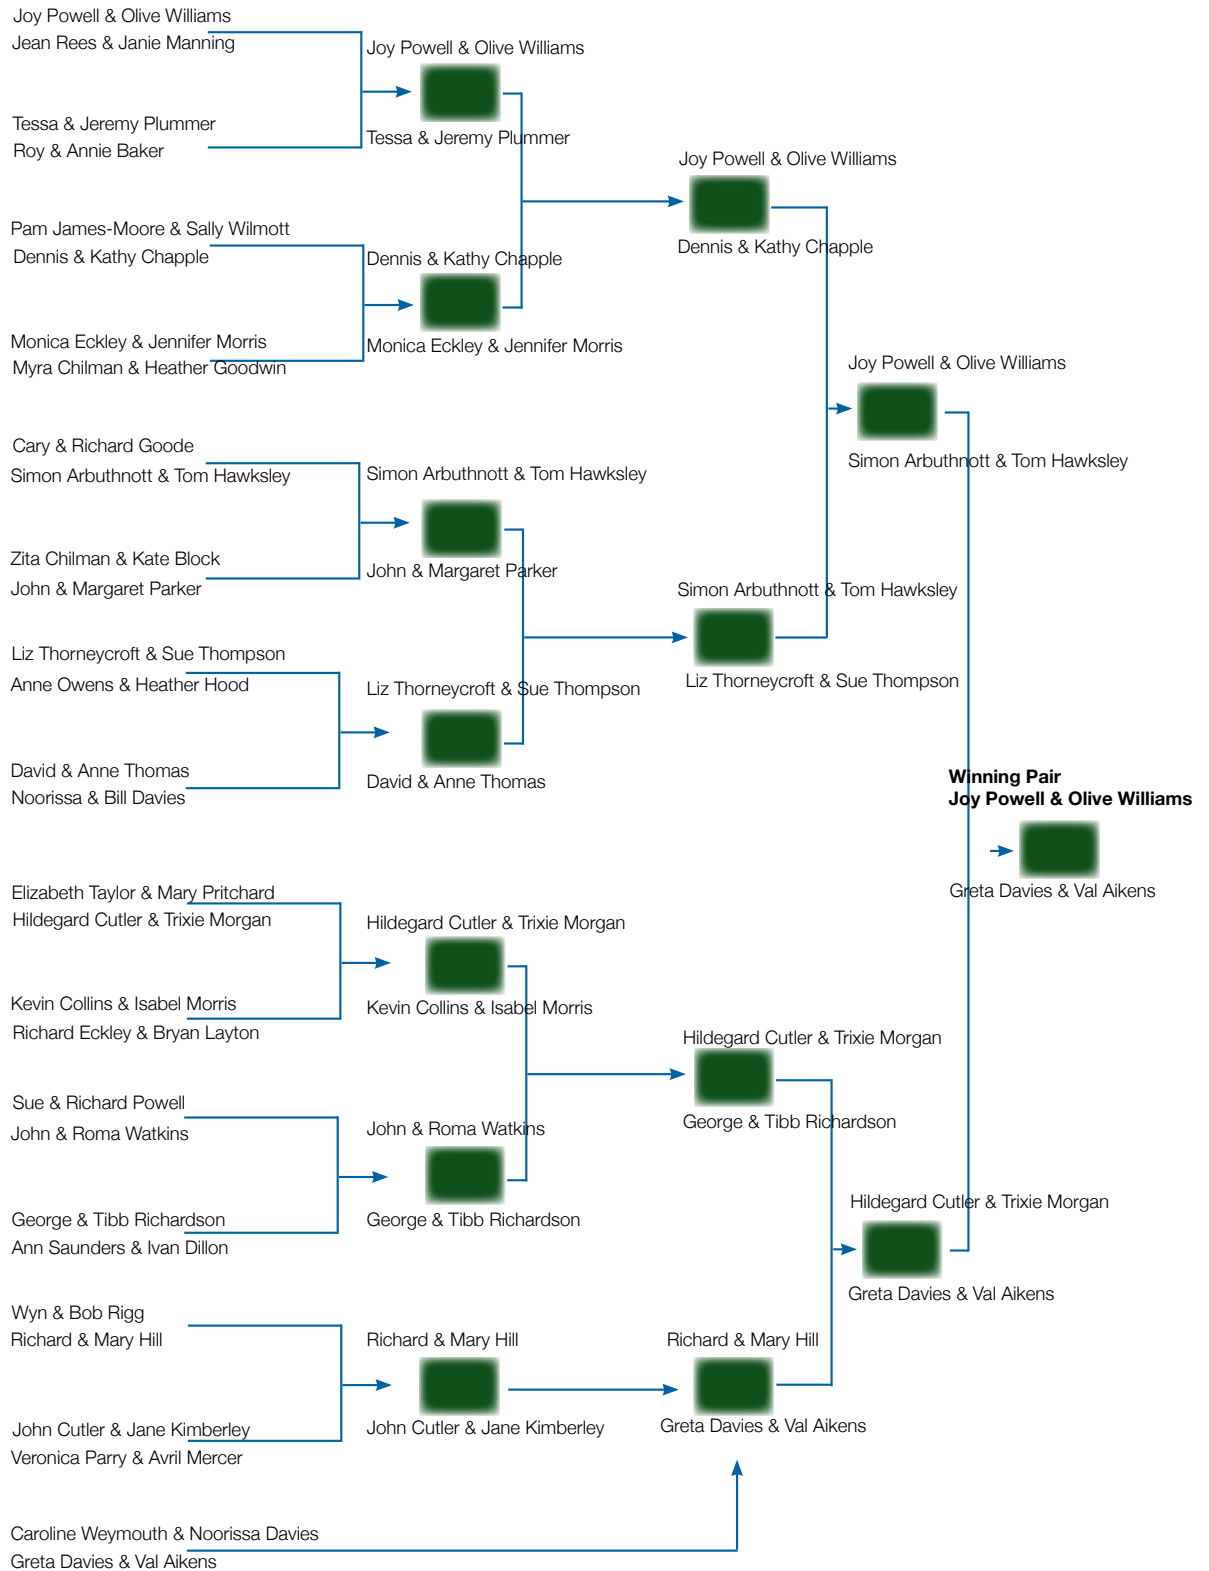 Joy Powell & Olive Williams
Jean Rees & Janie Manning
Tessa & Jeremy Plummer
Roy & Annie Baker
Pam James-Moore & Sally Wilmott
Dennis & Kathy Chapple
Monica Eckley & Jennifer Morris
Myra Chilman & Heather Goodwin
Cary & Richard Goode
Simon Arbuthnott & Tom Hawksley
Zita Chilman & Kate Block
John & Margaret Parker
Liz Thorneycroft & Sue Thompson
Anne Owens & Heather Hood
David & Anne Thomas
Noorissa & Bill Davies
Elizabeth Taylor & Mary Pritchard
Hildegard Cutler & Trixie Morgan
Kevin Collins & Isabel Morris
Richard Eckley & Bryan Layton
Sue & Richard Powell
John & Roma Watkins
George & Tibb Richardson
Ann Saunders & Ivan Dillon
Wyn & Bob Rigg
Richard & Mary Hill
John Cutler & Jane Kimberley
Veronica Parry & Avril Mercer
Caroline Weymouth & Noorissa Davies
Greta Davies & Val Aikens
Joy Powell & Olive Williams
Tessa & Jeremy Plummer
Dennis & Kathy Chapple
Monica Eckley & Jennifer Morris
Simon Arbuthnott & Tom Hawksley
John & Margaret Parker
Liz Thorneycroft & Sue Thompson
David & Anne Thomas
Hildegard Cutler & Trixie Morgan
Kevin Collins & Isabel Morris
John & Roma Watkins
George & Tibb Richardson
Richard & Mary Hill
John Cutler & Jane Kimberley
Joy Powell & Olive Williams
Dennis & Kathy Chapple
Simon Arbuthnott & Tom Hawksley
Liz Thorneycroft & Sue Thompson
Hildegard Cutler & Trixie Morgan
George & Tibb Richardson
Richard & Mary Hill
Greta Davies & Val Aikens
Joy Powell & Olive Williams
Simon Arbuthnott & Tom Hawksley
Hildegard Cutler & Trixie Morgan
Greta Davies & Val Aikens
Winning Pair
Joy Powell & Olive Williams
Greta Davies & Val Aikens